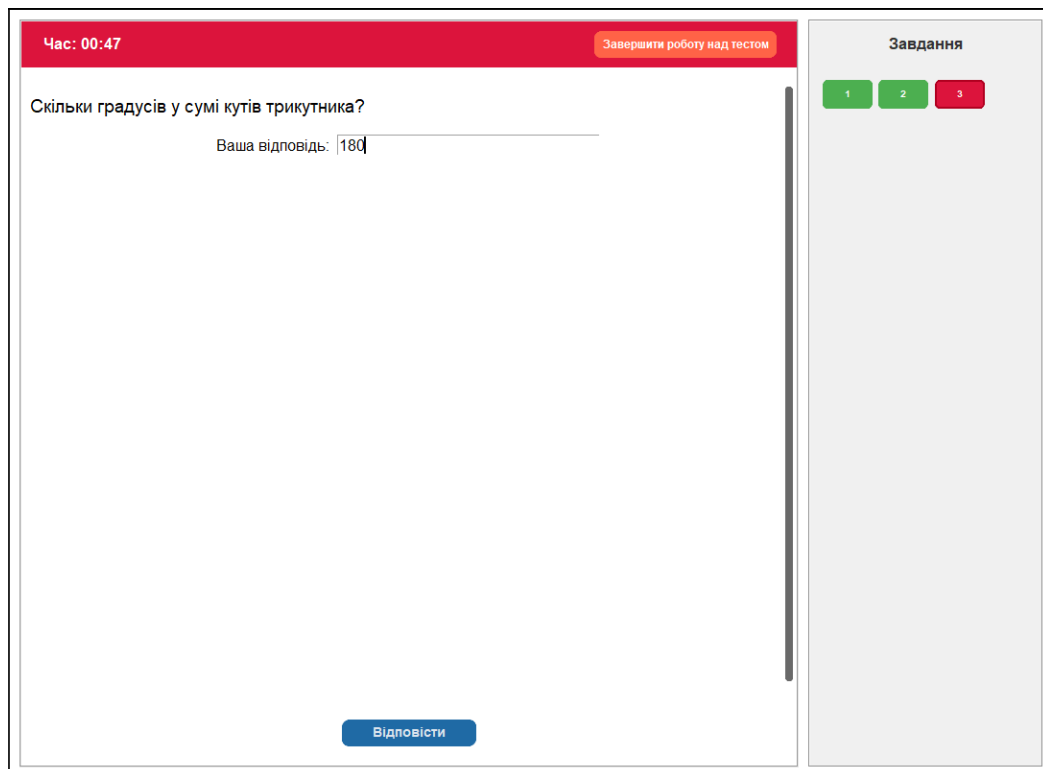 Час: 00:47
Завершити роботу над тестом
Скільки градусів у сумі кутів трикутника?
Ваша відповідь: 180
Відповісти
Завдання
1 2 3